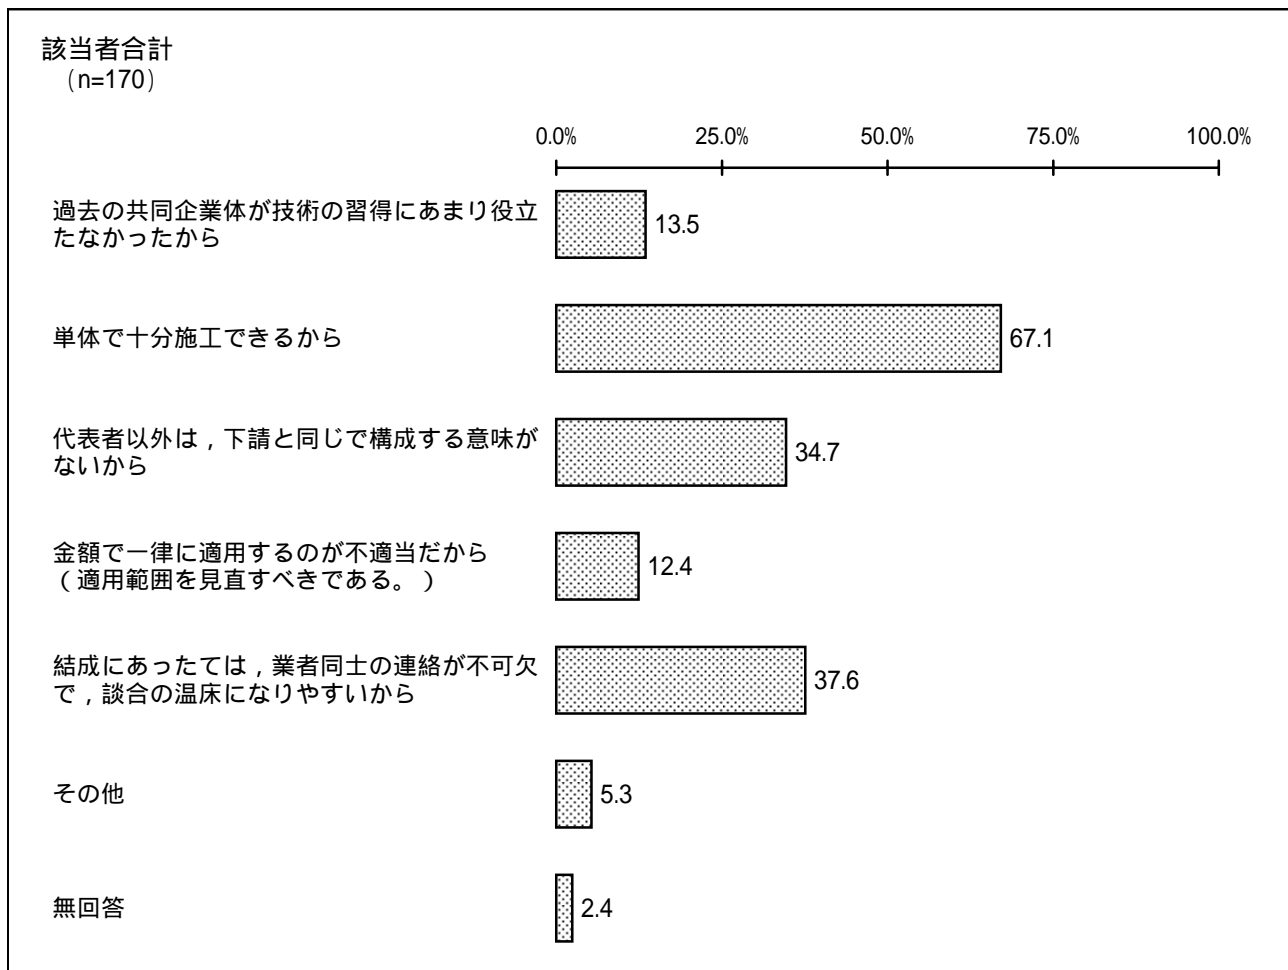 該当者合計
（n=170）
0.0% 25.0% 50.0% 75.0% 100.0%
過去の共同企業体が技術の習得にあまり役立
たなかったから
13.5
単体で十分施工できるから
67.1
代表者以外は，下請と同じで構成する意味が
ないから
34.7
金額で一律に適用するのが不適当だから
（適用範囲を見直すべきである。）
12.4
結成にあったては，業者同士の連絡が不可欠
で，談合の温床になりやすいから
37.6
その他
5.3
無回答
2.4